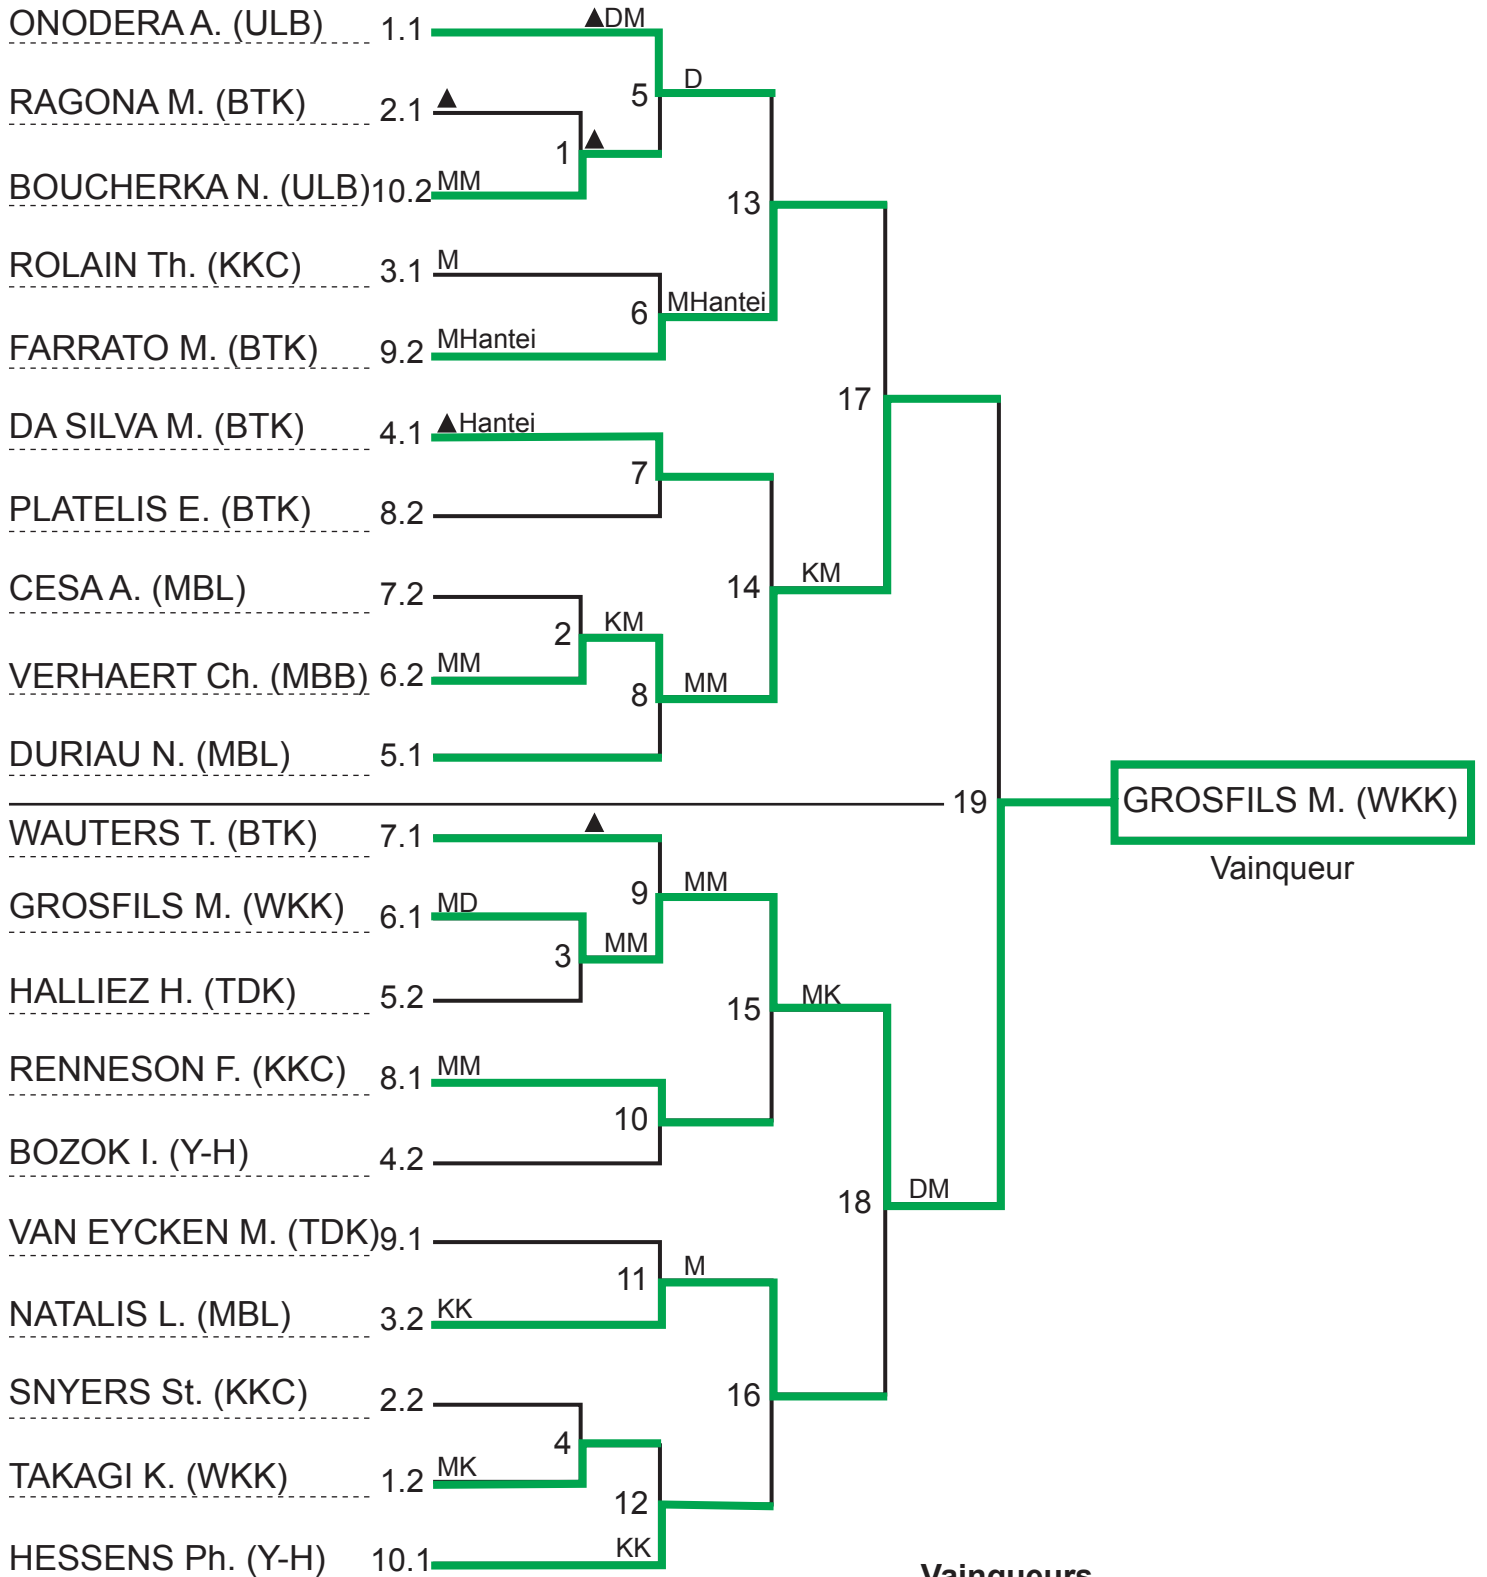 ONODERA A. (ULB) 1.1 ▲DM
5 D
RAGONA M. (BTK) 2.1 ▲
1 ▲
BOUCHERKA N. (ULB) 10.2 MM
13
ROLAIN Th. (KKC) 3.1 M
6 MHantei
FARRATO M. (BTK) 9.2 MHantei
17
DA SILVA M. (BTK) 4.1 ▲Hantei
7
PLATELIS E. (BTK) 8.2
14 KM
CESA A. (MBL) 7.2
2 KM
VERHAERT Ch. (MBB) 6.2 MM
8 MM
DURIAU N. (MBL) 5.1
19 GROSFILS M. (WKK)
Vainqueur
WAUTERS T. (BTK) 7.1 ▲
9 MM
GROSFILS M. (WKK) 6.1 MD
3 MM
HALLIEZ H. (TDK) 5.2
15 MK
RENNESON F. (KKC) 8.1 MM
10
BOZOK I. (Y-H) 4.2
18 DM
VAN EYCKEN M. (TDK) 9.1
11 M
NATALIS L. (MBL) 3.2 KK
16
SNYERS St. (KKC) 2.2
4
TAKAGI K. (WKK) 1.2 MK
12
HESSENS Ph. (Y-H) 10.1 KK
Vainqueurs